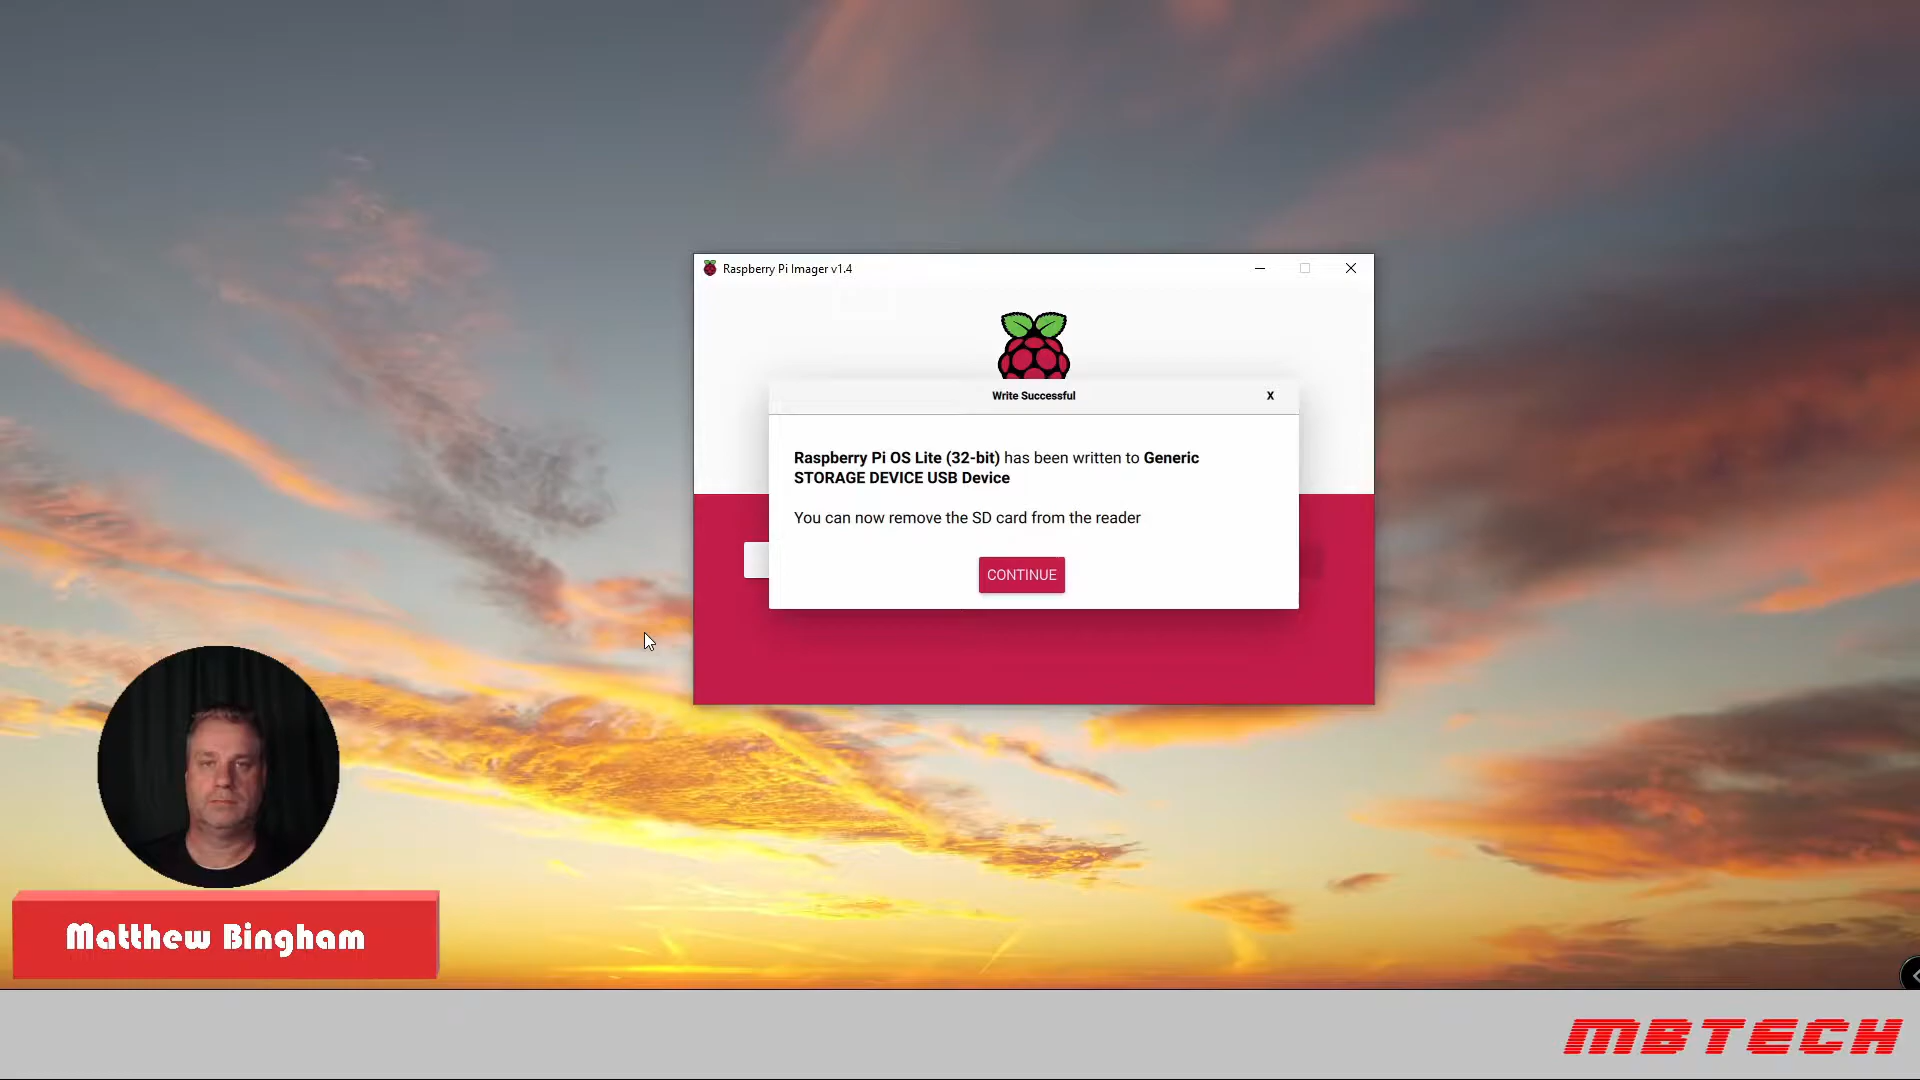 Raspberry Pi Imager v1.4
Write Successful
X
Raspberry Pi OS Lite (32-bit) has been written to Generic
STORAGE DEVICE USB Device
You can now remove the SD card from the reader
CONTINUE
Matthew Bingham
MBTECH